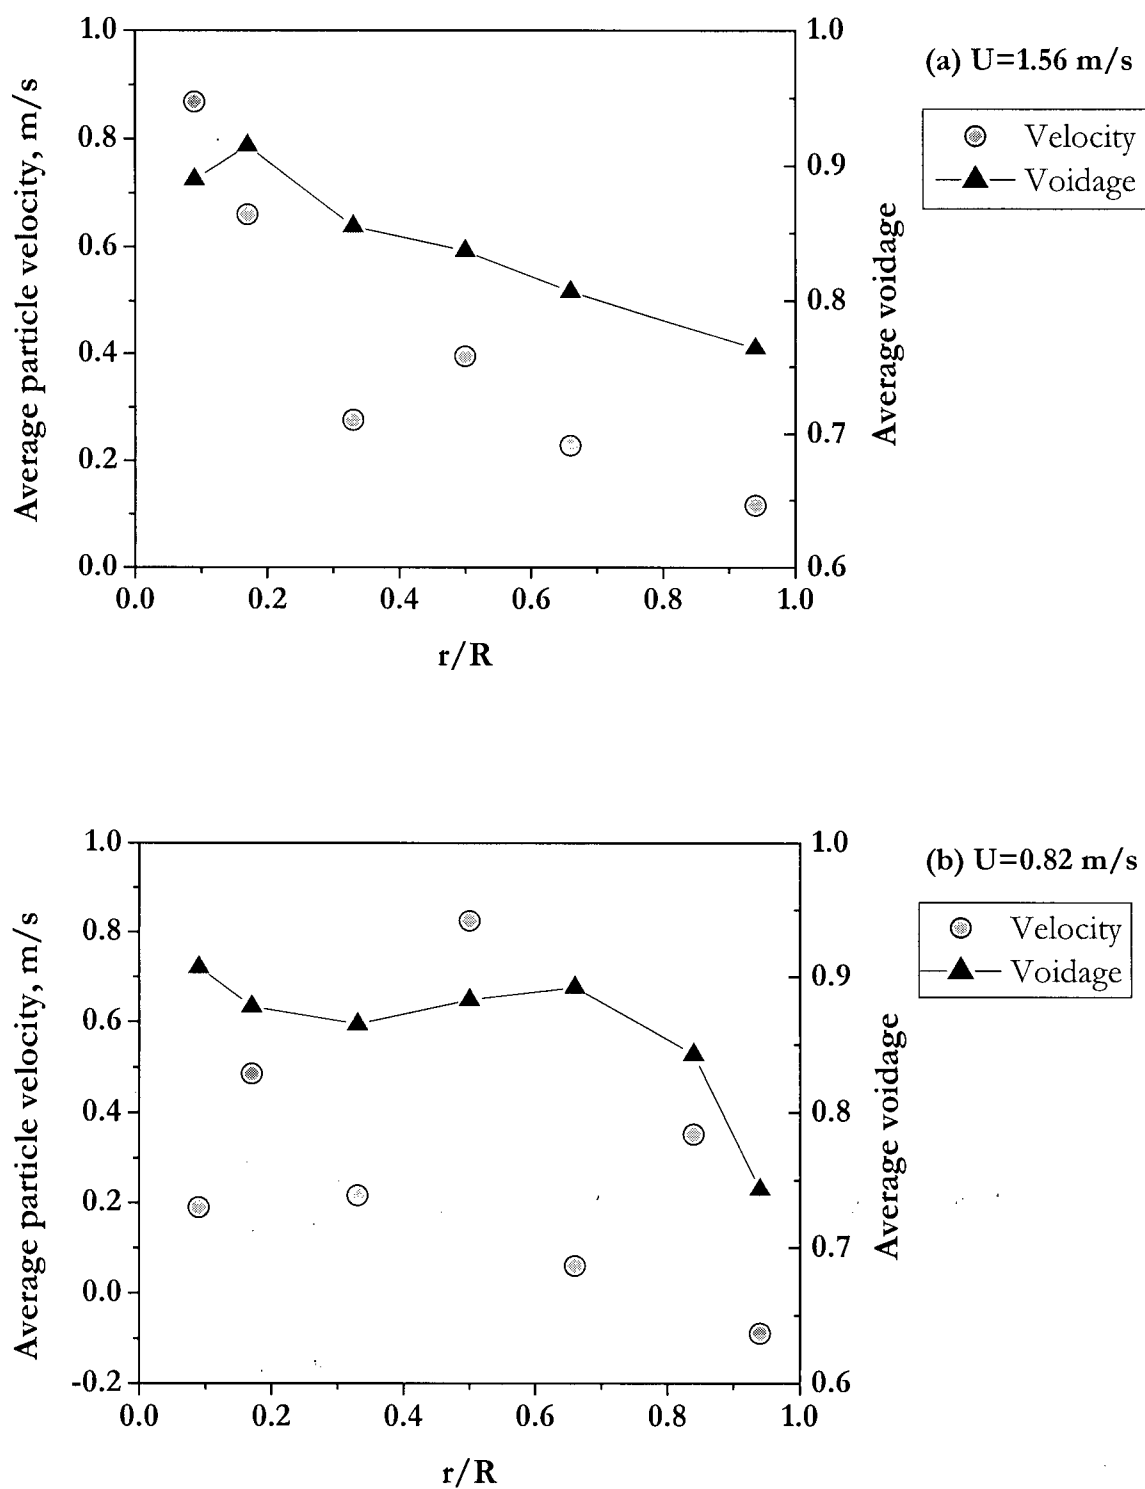 (a) U=1.56 m/s
Velocity
Voidage
Average particle velocity, m/s
1.0
0.8
0.6
0.4
0.2
0.0
Average voidage
1.0
0.9
0.8
0.7
0.6
0.0 0.2 0.4 0.6 0.8 1.0
r/R
(b) U=0.82 m/s
Velocity
Voidage
Average particle velocity, m/s
1.0
0.8
0.6
0.4
0.2
0.0
-0.2
Average voidage
1.0
0.9
0.8
0.7
0.6
0.0 0.2 0.4 0.6 0.8 1.0
r/R